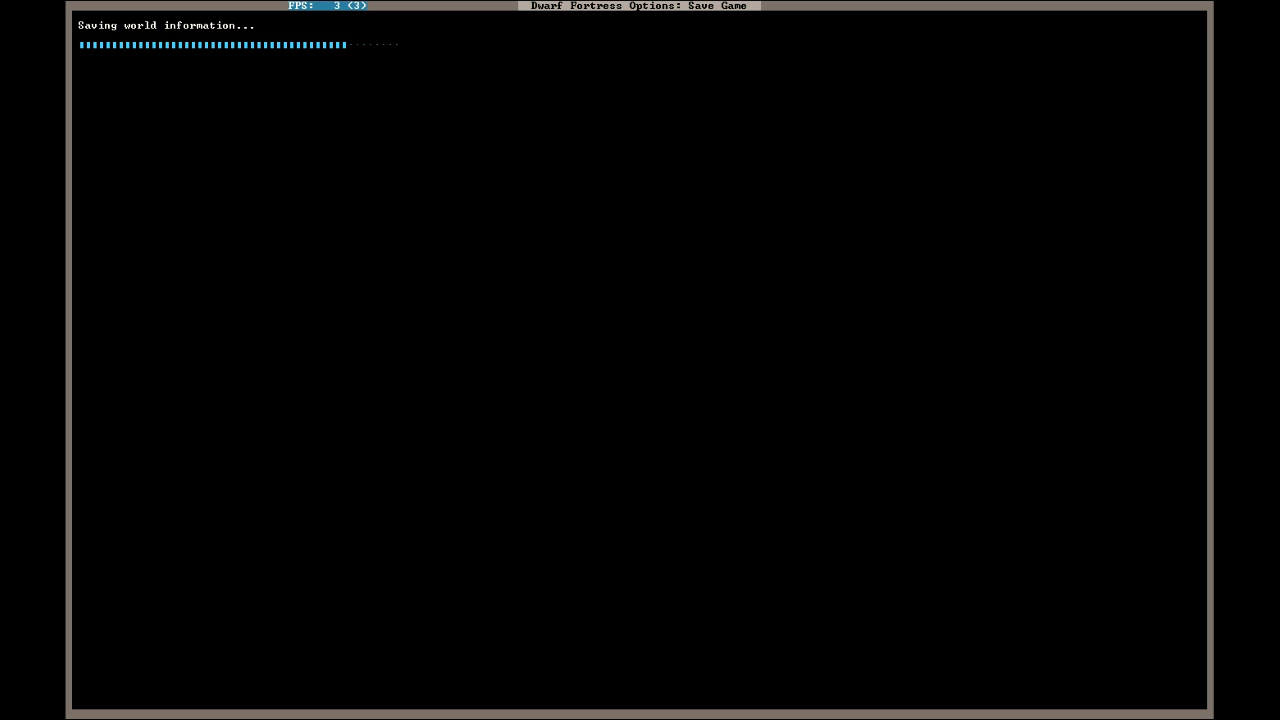 FPS:   3 (3)
Dwarf Fortress Options: Save Game
Saving world information...